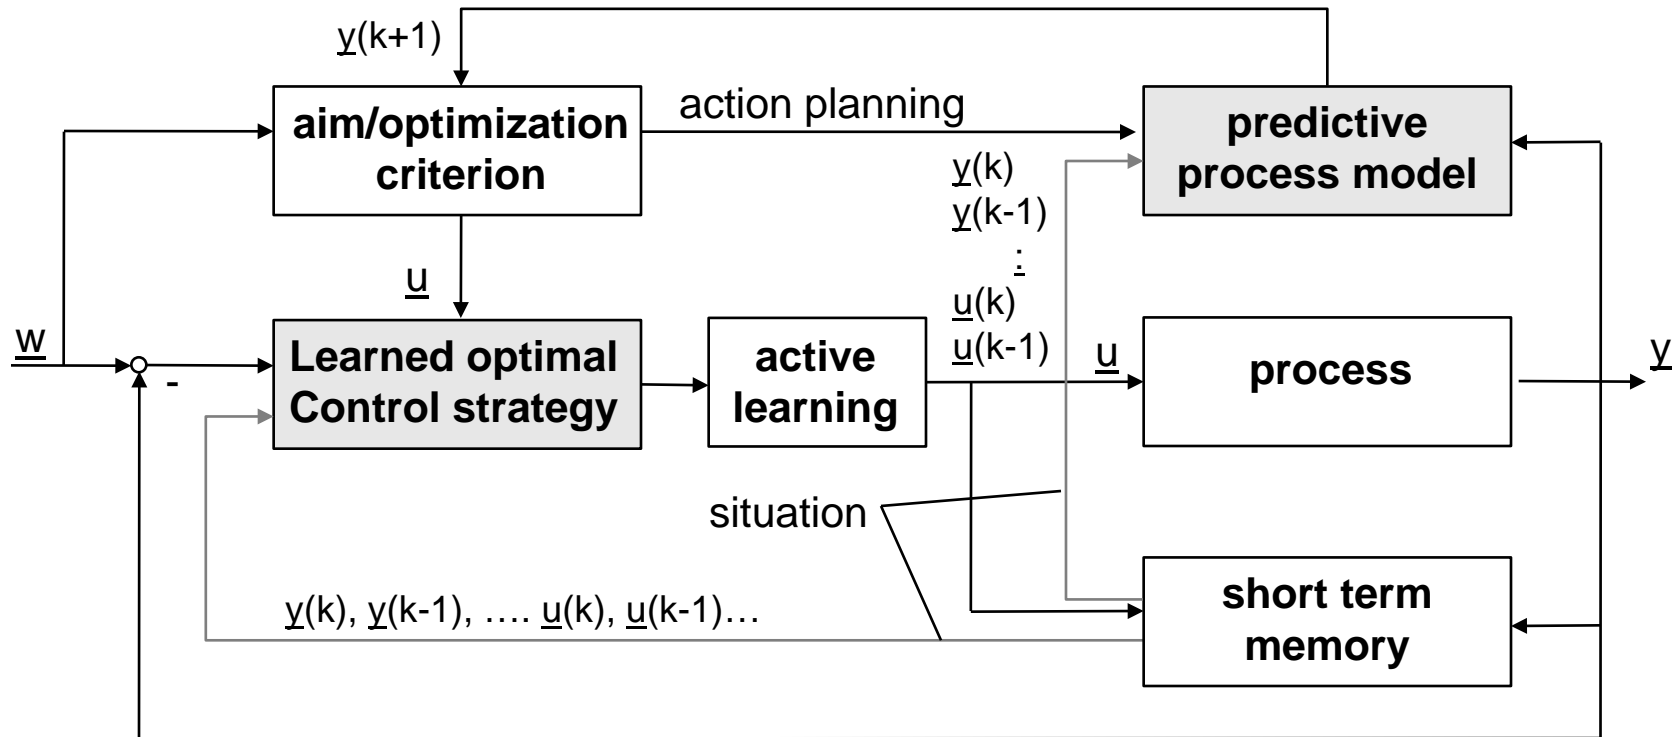 y(k+1)
aim/optimization
criterion
action planning
predictive
process model
y(k)
y(k-1)
:
u(k)
u(k-1)
u
w
-
Learned optimal
Control strategy
active
learning
u
process
y
situation
y(k), y(k-1), …. u(k), u(k-1)…
short term
memory